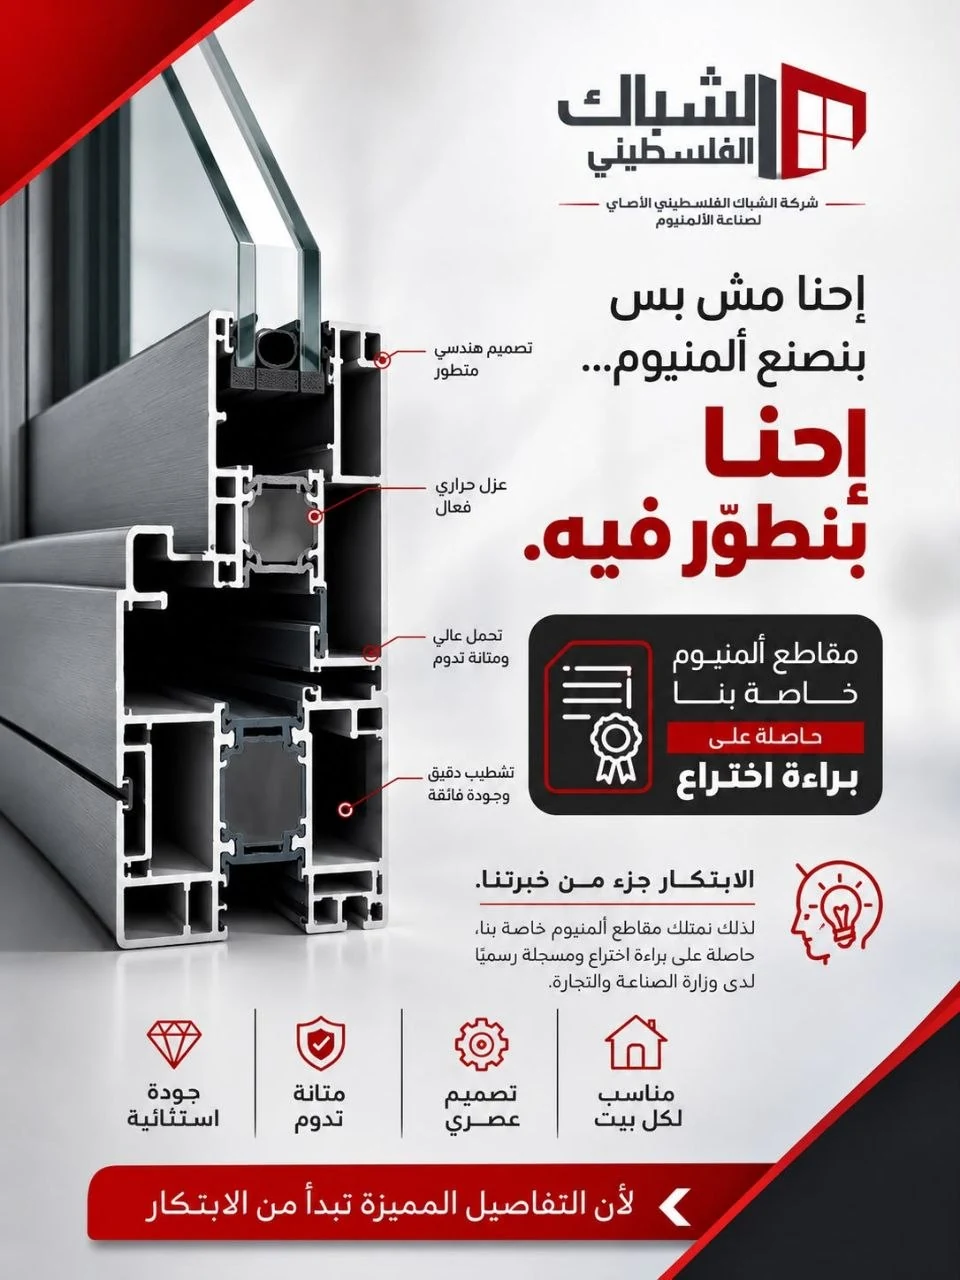 الشباك
الفلسطيني
شركة الشباك الفلسطيني الأصلي
لصناعة الألمنيوم
إحنا مش بس
بنصنع ألمنيوم...
إحنا
بنطوّر فيه.
تصميم هندسي
متطور
عزل حراري
فعال
تحمل عالي
ومتانة تدوم
تشطيب دقيق
وجودة فائقة
مقاطع ألمنيوم
خاصة بنا
حاصلة على
براءة اختراع
الابتكار جزء من خبرتنا.
لذلك نمتلك مقاطع ألمنيوم خاصة بنا،
حاصلة على براءة اختراع ومسجلة رسميًا
لدى وزارة الصناعة والتجارة.
مناسب
لكل بيت
تصميم
عصري
متانة
تدوم
جودة
استثنائية
لأن التفاصيل المميزة تبدأ من الابتكار